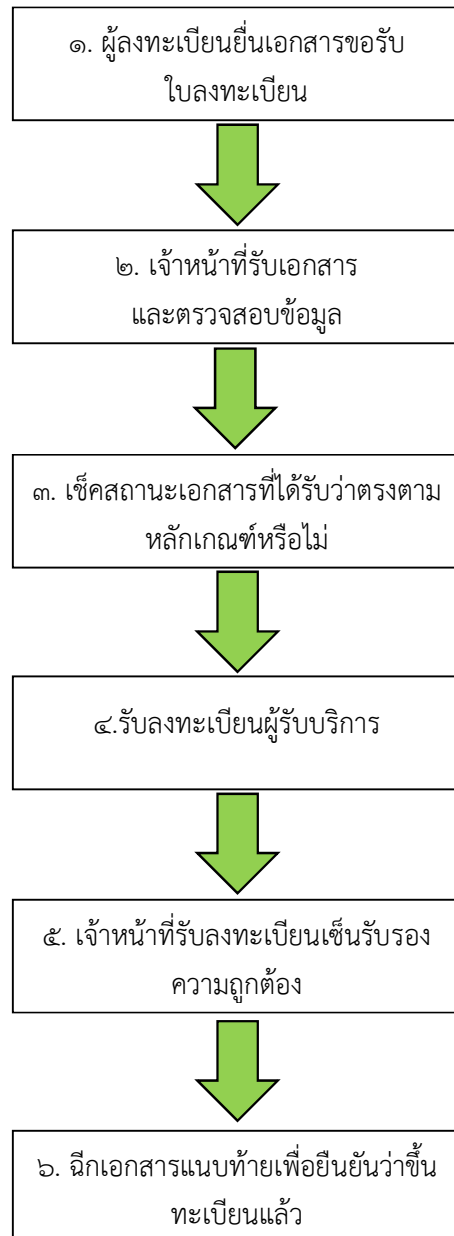 ๑. ผู้ลงทะเบียนยื่นเอกสารขอรับ
ใบลงทะเบียน
๒. เจ้าหน้าที่รับเอกสาร
และตรวจสอบข้อมูล
๓. เช็คสถานะเอกสารที่ได้รับว่าตรงตาม
หลักเกณฑ์หรือไม่
๔.รับลงทะเบียนผู้รับบริการ
๕. เจ้าหน้าที่รับลงทะเบียนเซ็นรับรอง
ความถูกต้อง
๖. ฉีกเอกสารแนบท้ายเพื่อยืนยันว่าขึ้น
ทะเบียนแล้ว